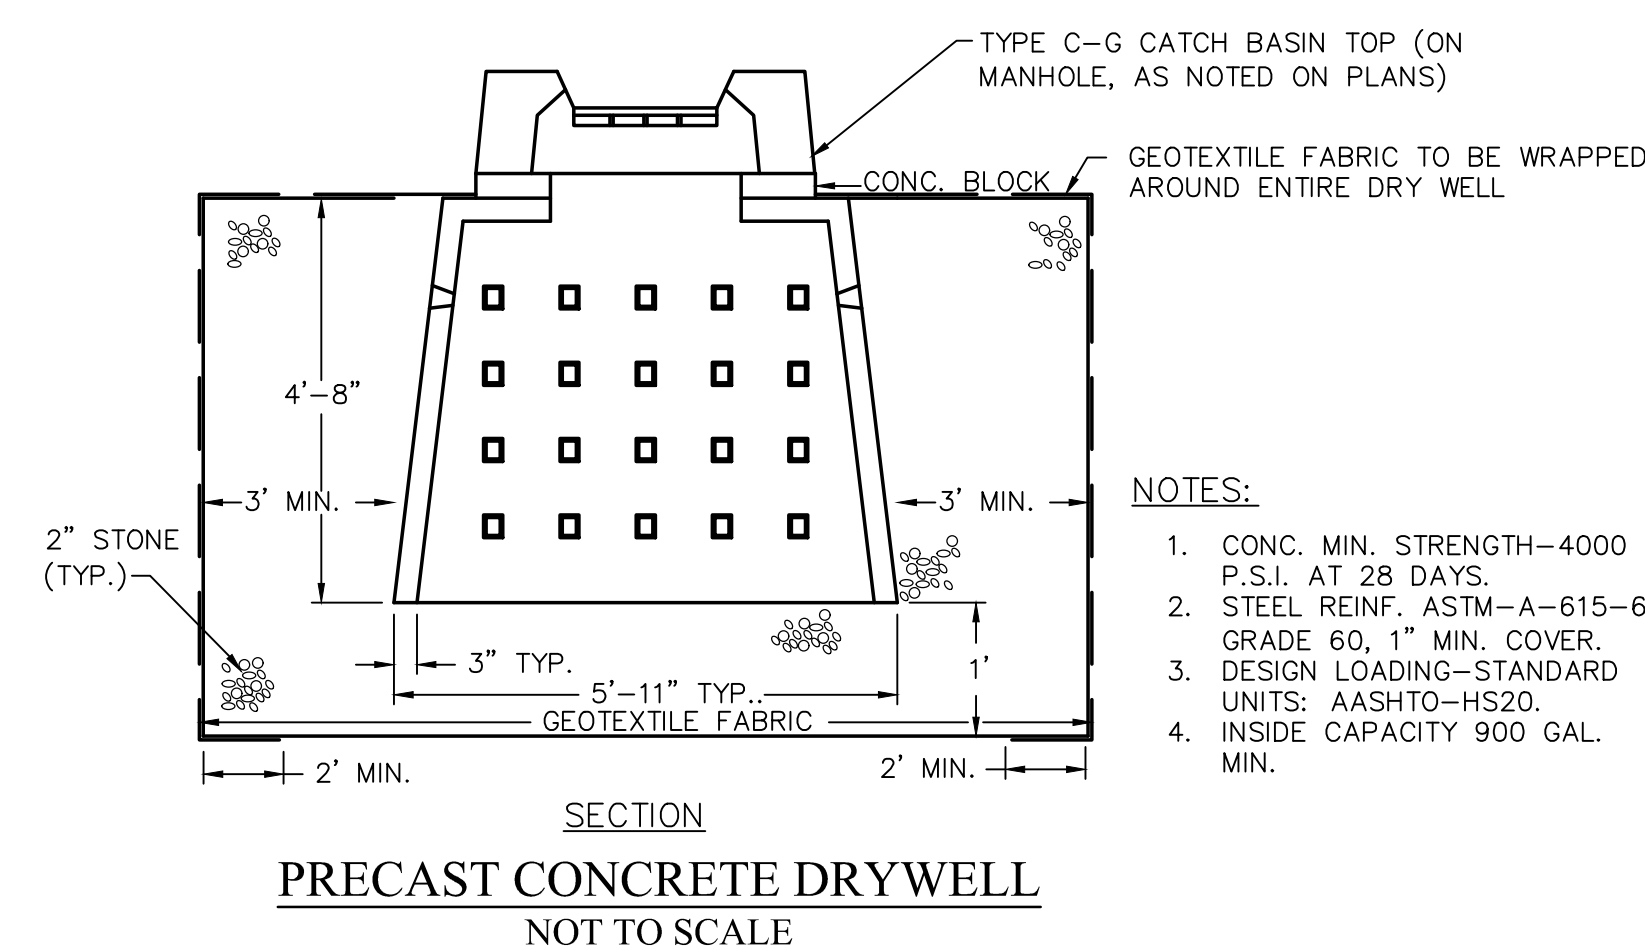 TYPE C-G CATCH BASIN TOP (ON
MANHOLE, AS NOTED ON PLANS)
GEOTEXTILE FABRIC TO BE WRAPPED
AROUND ENTIRE DRY WELL
CONC. BLOCK
4'-8"
3' MIN.
3' MIN.
2" STONE
(TYP.)
3" TYP.
5'-11" TYP..
1'
GEOTEXTILE FABRIC
2' MIN.
2' MIN.
NOTES:
1. CONC. MIN. STRENGTH-4000
P.S.I. AT 28 DAYS.
2. STEEL REINF. ASTM-A-615-6
GRADE 60, 1" MIN. COVER.
3. DESIGN LOADING-STANDARD
UNITS: AASHTO-HS20.
4. INSIDE CAPACITY 900 GAL.
MIN.
SECTION
PRECAST CONCRETE DRYWELL
NOT TO SCALE